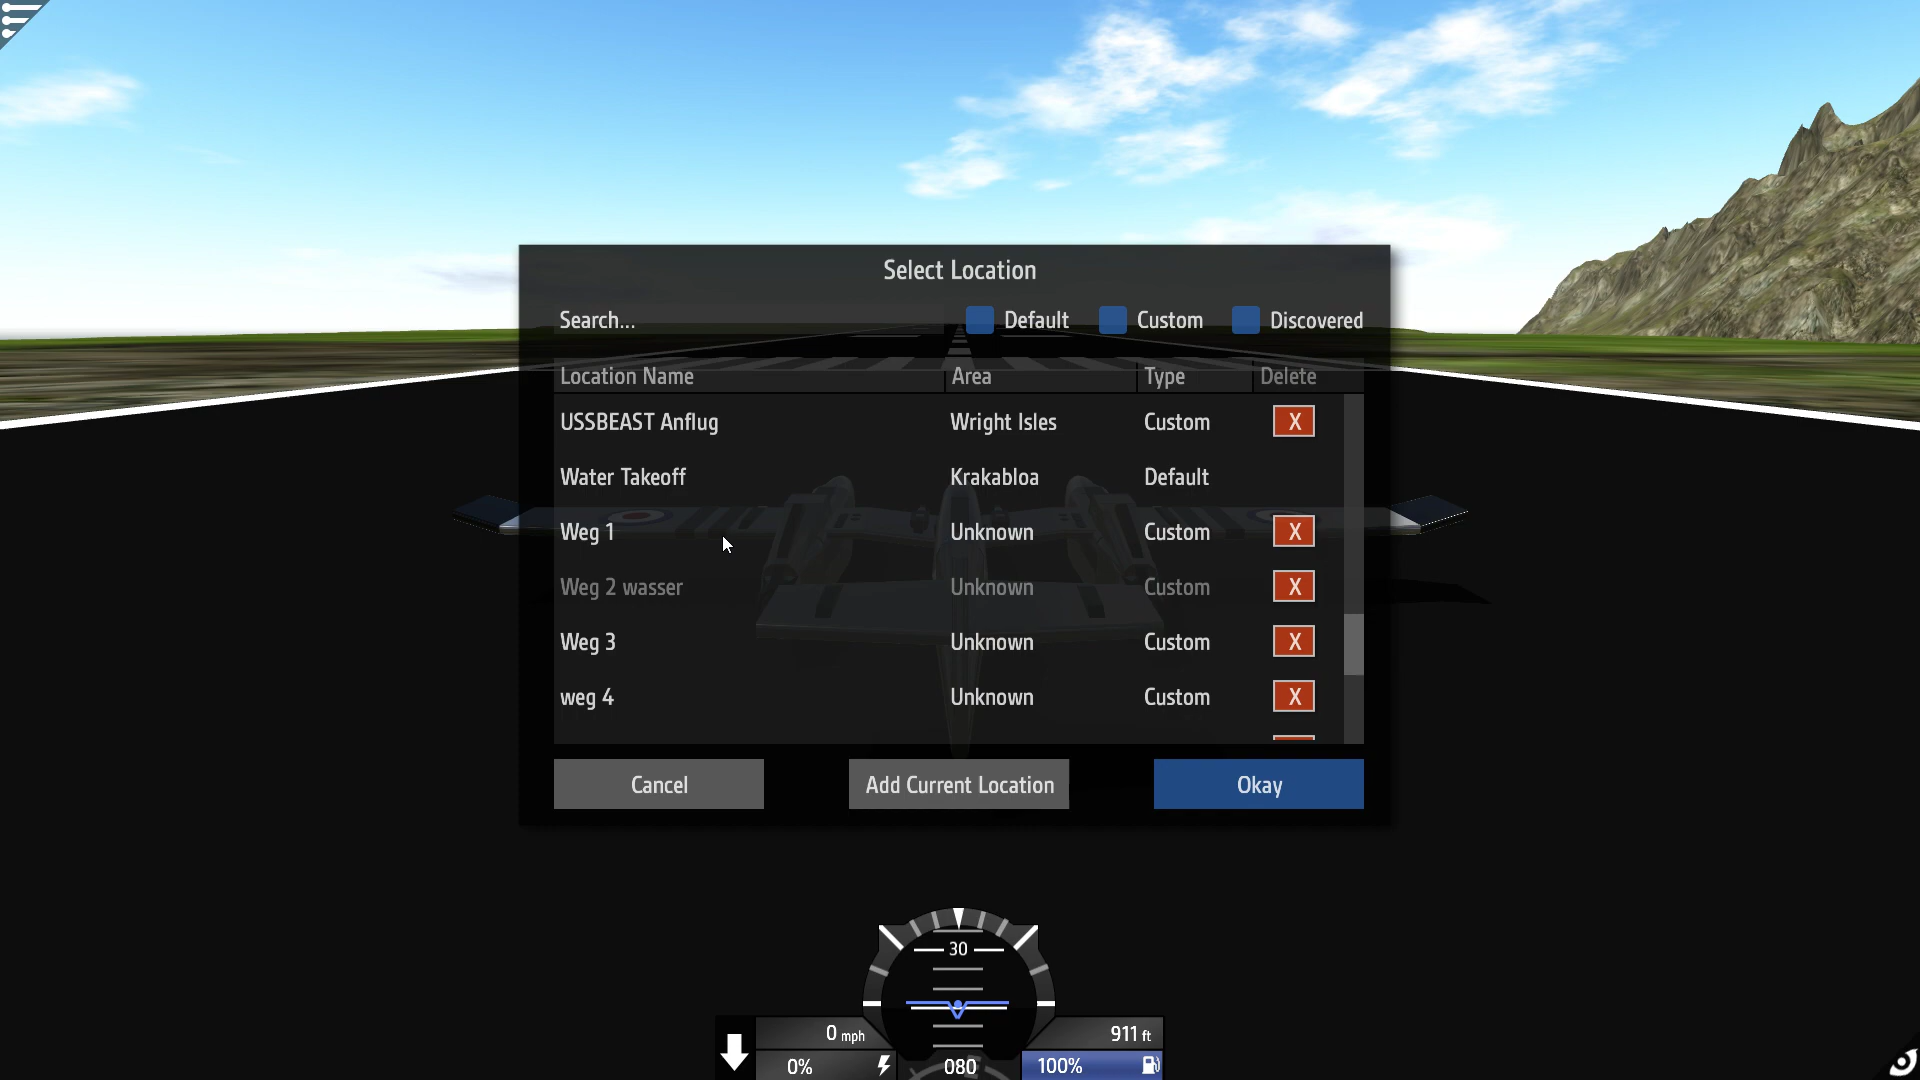 Select Location
Search... Default Custom Discovered
Location Name Area Type Delete
USSBEAST Anflug Wright Isles Custom X
Water Takeoff Krakabloa Default
Weg 1 Unknown Custom X
Weg 2 wasser Unknown Custom X
Weg 3 Unknown Custom X
weg 4 Unknown Custom X
Cancel Add Current Location Okay
30
0 mph 911 ft
0% 080 100%